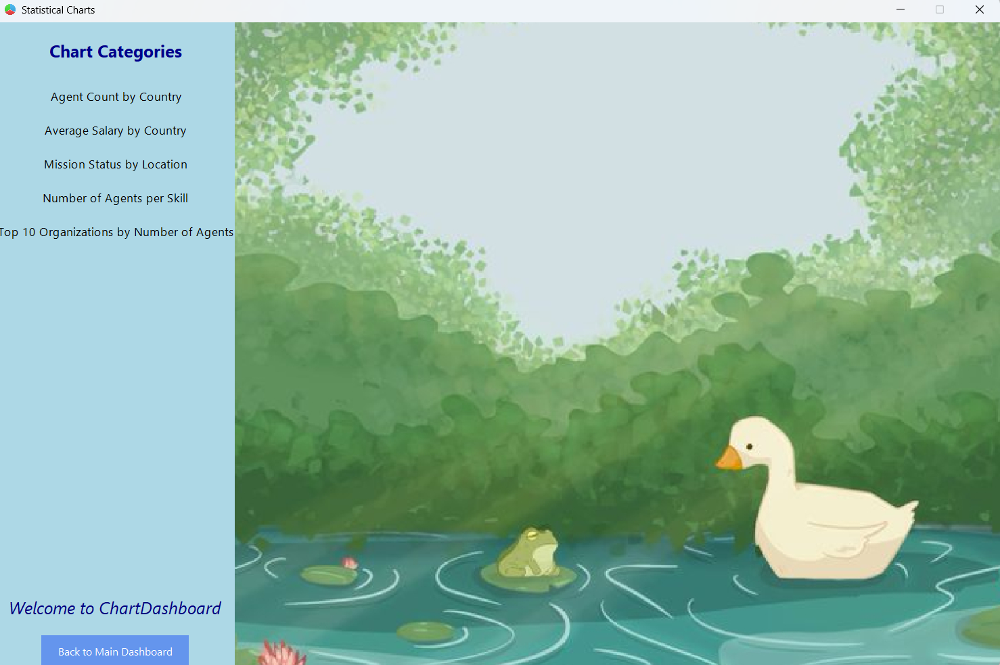 Statistical Charts
Chart Categories
Agent Count by Country
Average Salary by Country
Mission Status by Location
Number of Agents per Skill
Top 10 Organizations by Number of Agents
Welcome to ChartDashboard
Back to Main Dashboard